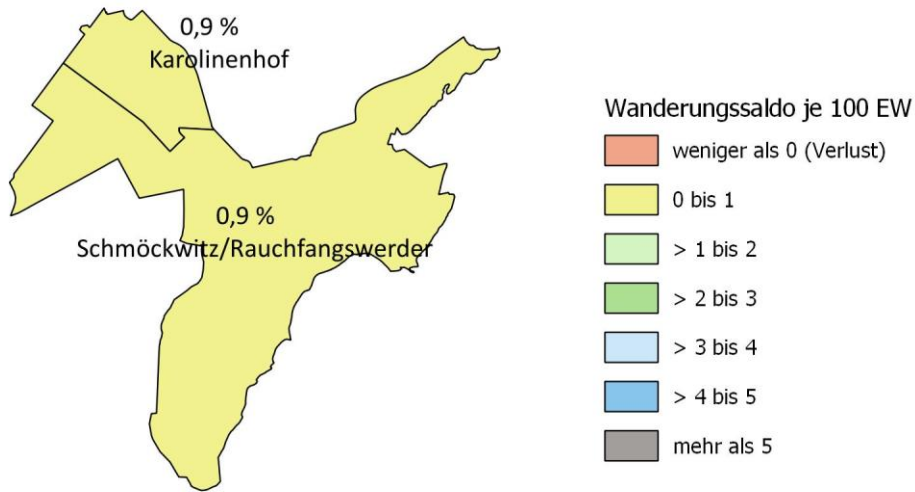 0,9 %
Karolinenhof
0,9 %
Schmöckwitz/Rauchfangswerder
Wanderungssaldo je 100 EW
weniger als 0 (Verlust)
0 bis 1
> 1 bis 2
> 2 bis 3
> 3 bis 4
> 4 bis 5
mehr als 5